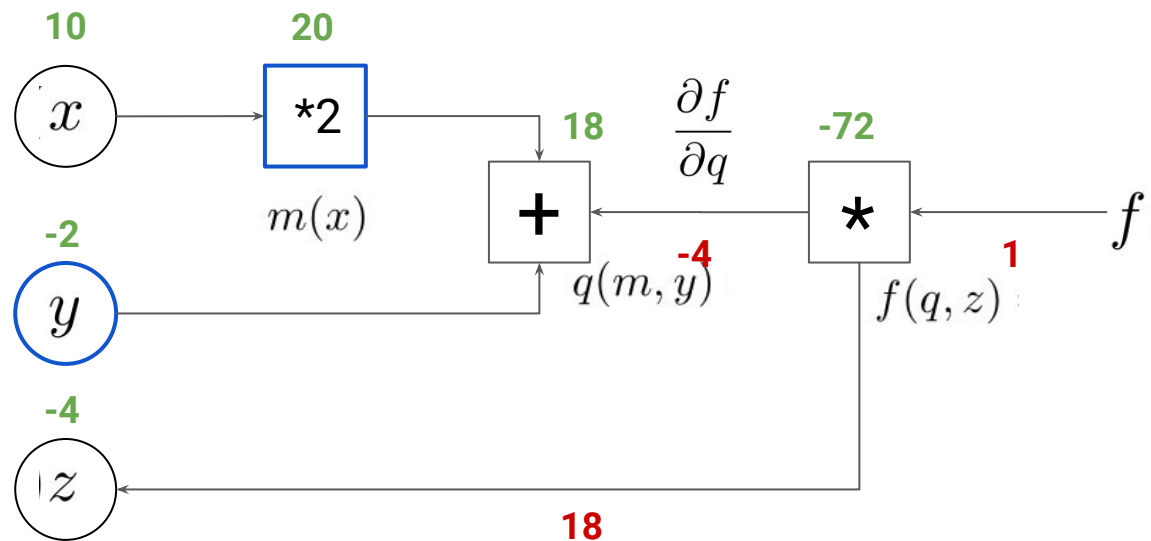 10
20
x
*2
18
∂f
∂q
-72
m(x)
+
*
f
-2
-4
1
y
q(m, y)
f(q, z)
-4
z
18